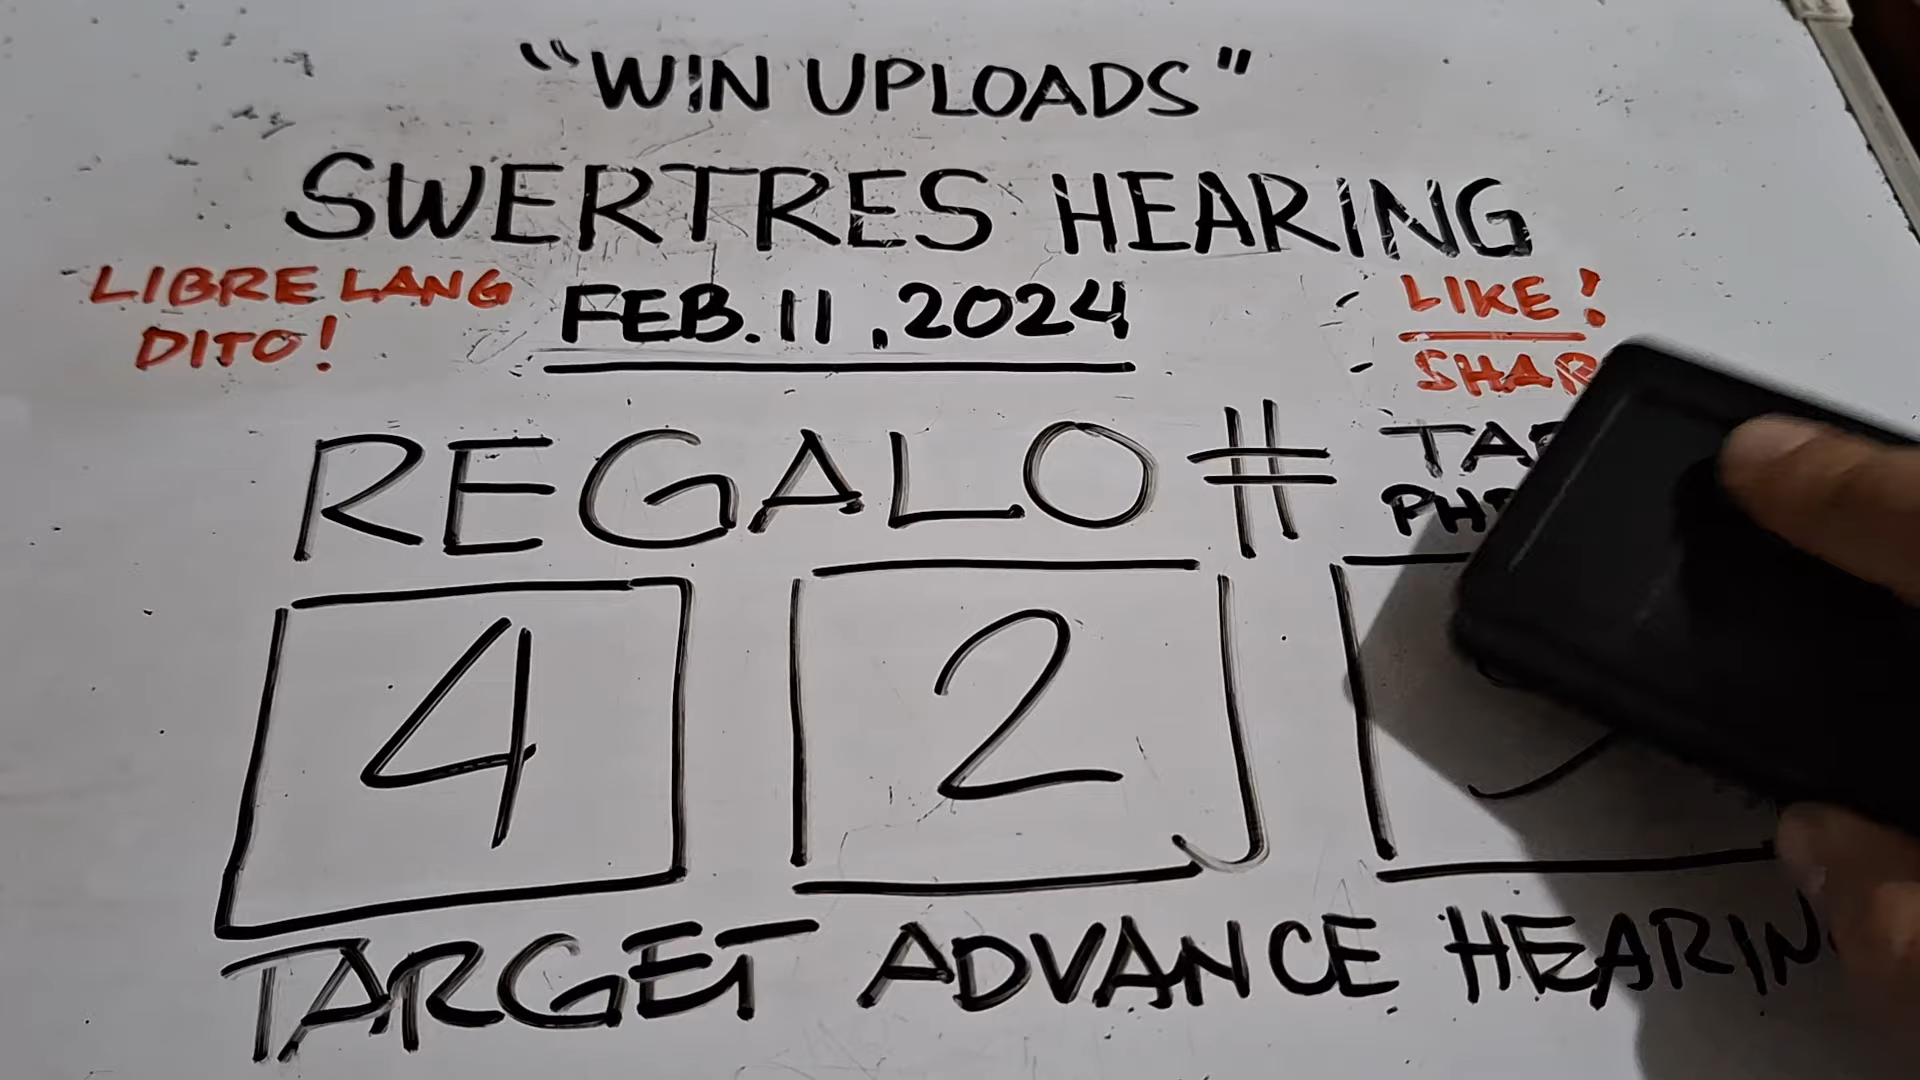 "WIN UPLOADS"
SWERTRES HEARING
LIBRE LANG
DITO!
FEB. 11, 2024
LIKE!
REGALO #
4 2
TARGET ADVANCE